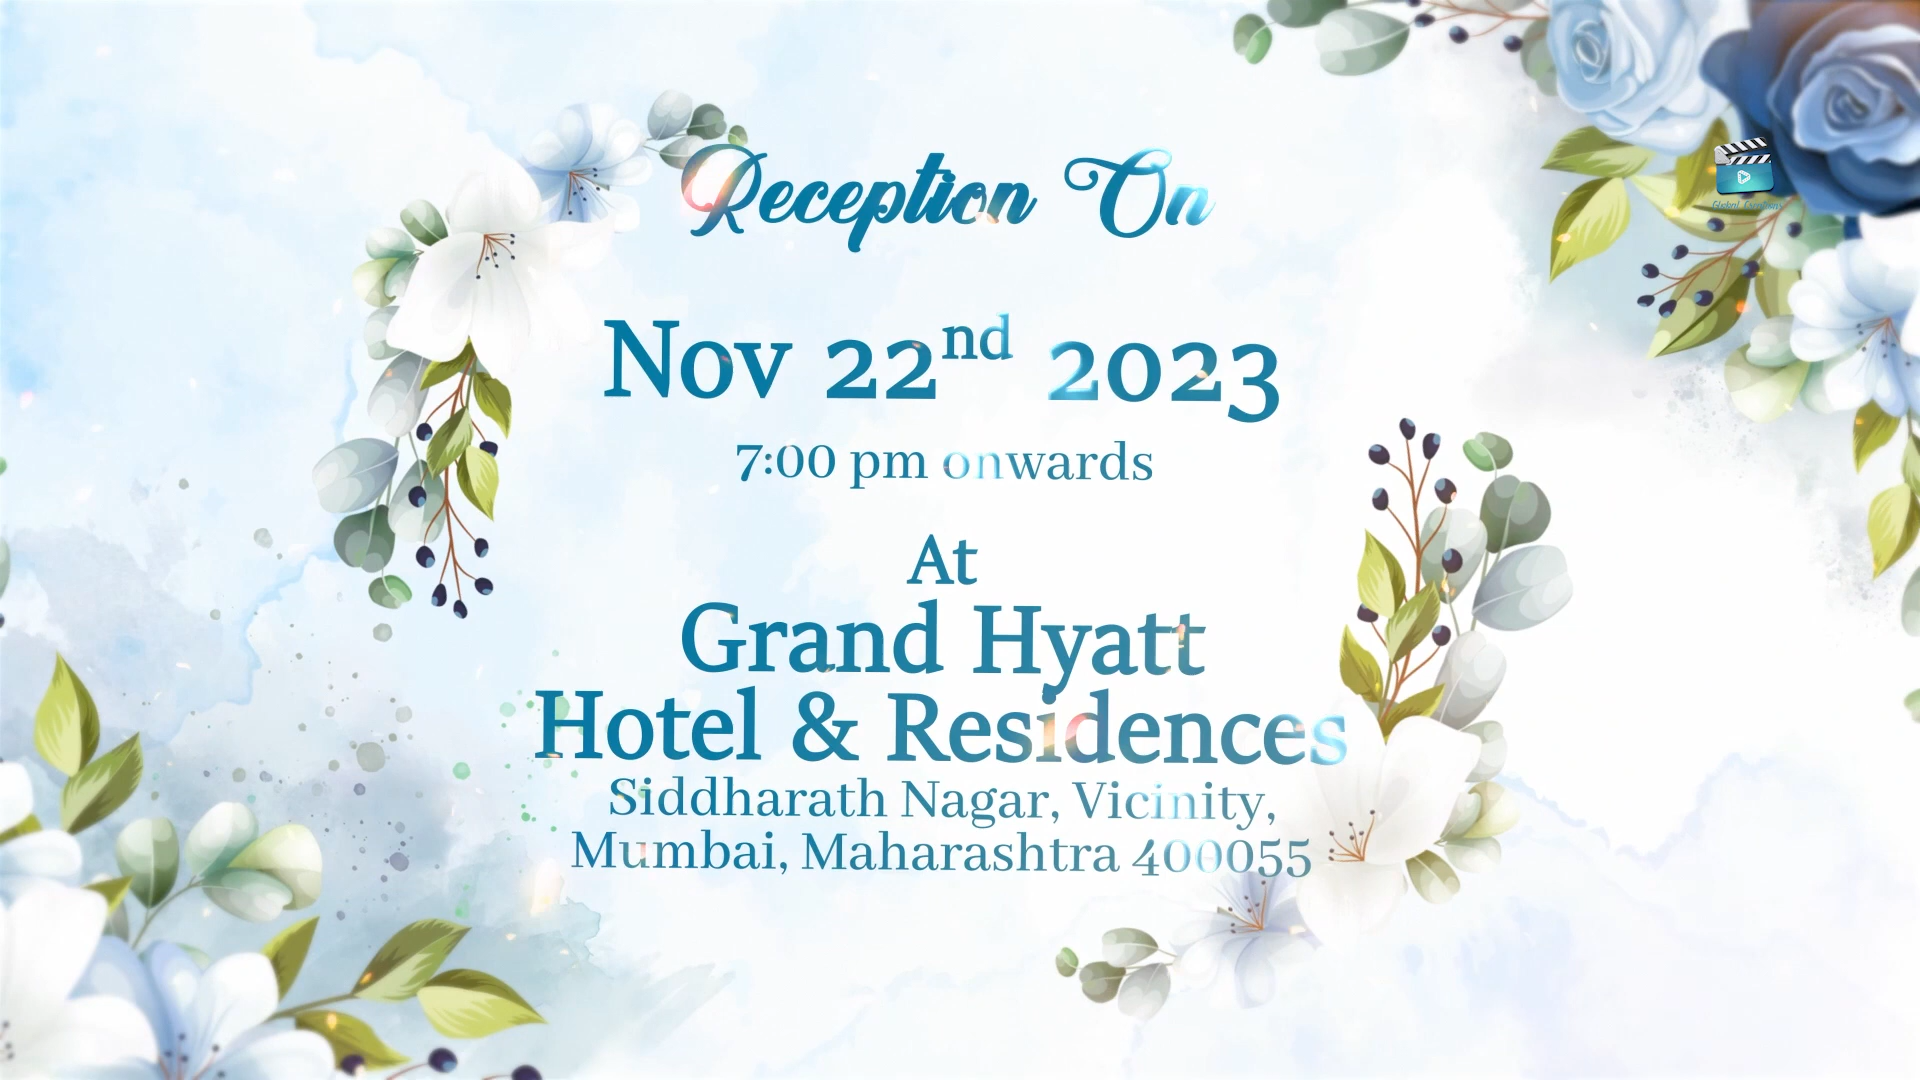 Reception On
Nov 22nd 2023
7:00 pm onwards
At
Grand Hyatt
Hotel & Residences
Siddharath Nagar, Vicinity,
Mumbai, Maharashtra 400055
Global